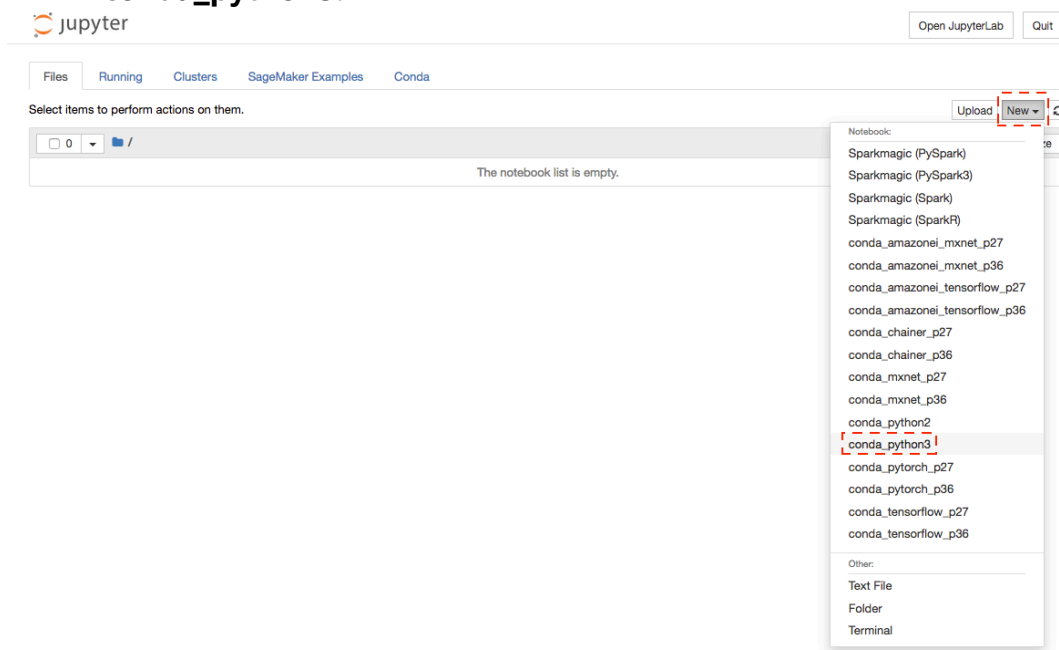 jupyter
Open JupyterLab
Quit
Files
Running
Clusters
SageMaker Examples
Conda
Select items to perform actions on them.
Upload
New
0
/
The notebook list is empty.
Notebook:
Sparkmagic (PySpark)
Sparkmagic (PySpark3)
Sparkmagic (Spark)
Sparkmagic (SparkR)
conda_amazonei_mxnet_p27
conda_amazonei_mxnet_p36
conda_amazonei_tensorflow_p27
conda_amazonei_tensorflow_p36
conda_chainer_p27
conda_chainer_p36
conda_mxnet_p27
conda_mxnet_p36
conda_python2
conda_python3
conda_pytorch_p27
conda_pytorch_p36
conda_tensorflow_p27
conda_tensorflow_p36
Other:
Text File
Folder
Terminal